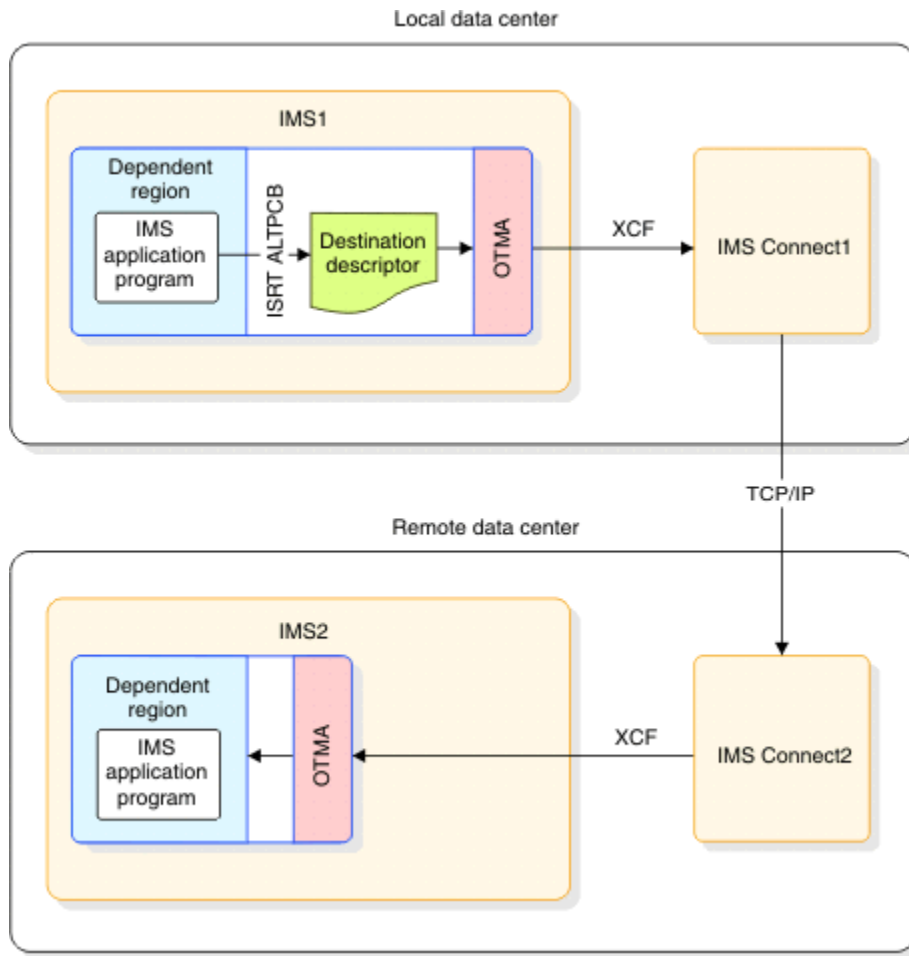 Local data center
IMS1
Dependent
region
IMS
application
program
ISRT ALTPCB
Destination
descriptor
OTMA
XCF
IMS Connect1
TCP/IP
Remote data center
IMS2
Dependent
region
IMS
application
program
OTMA
XCF
IMS Connect2